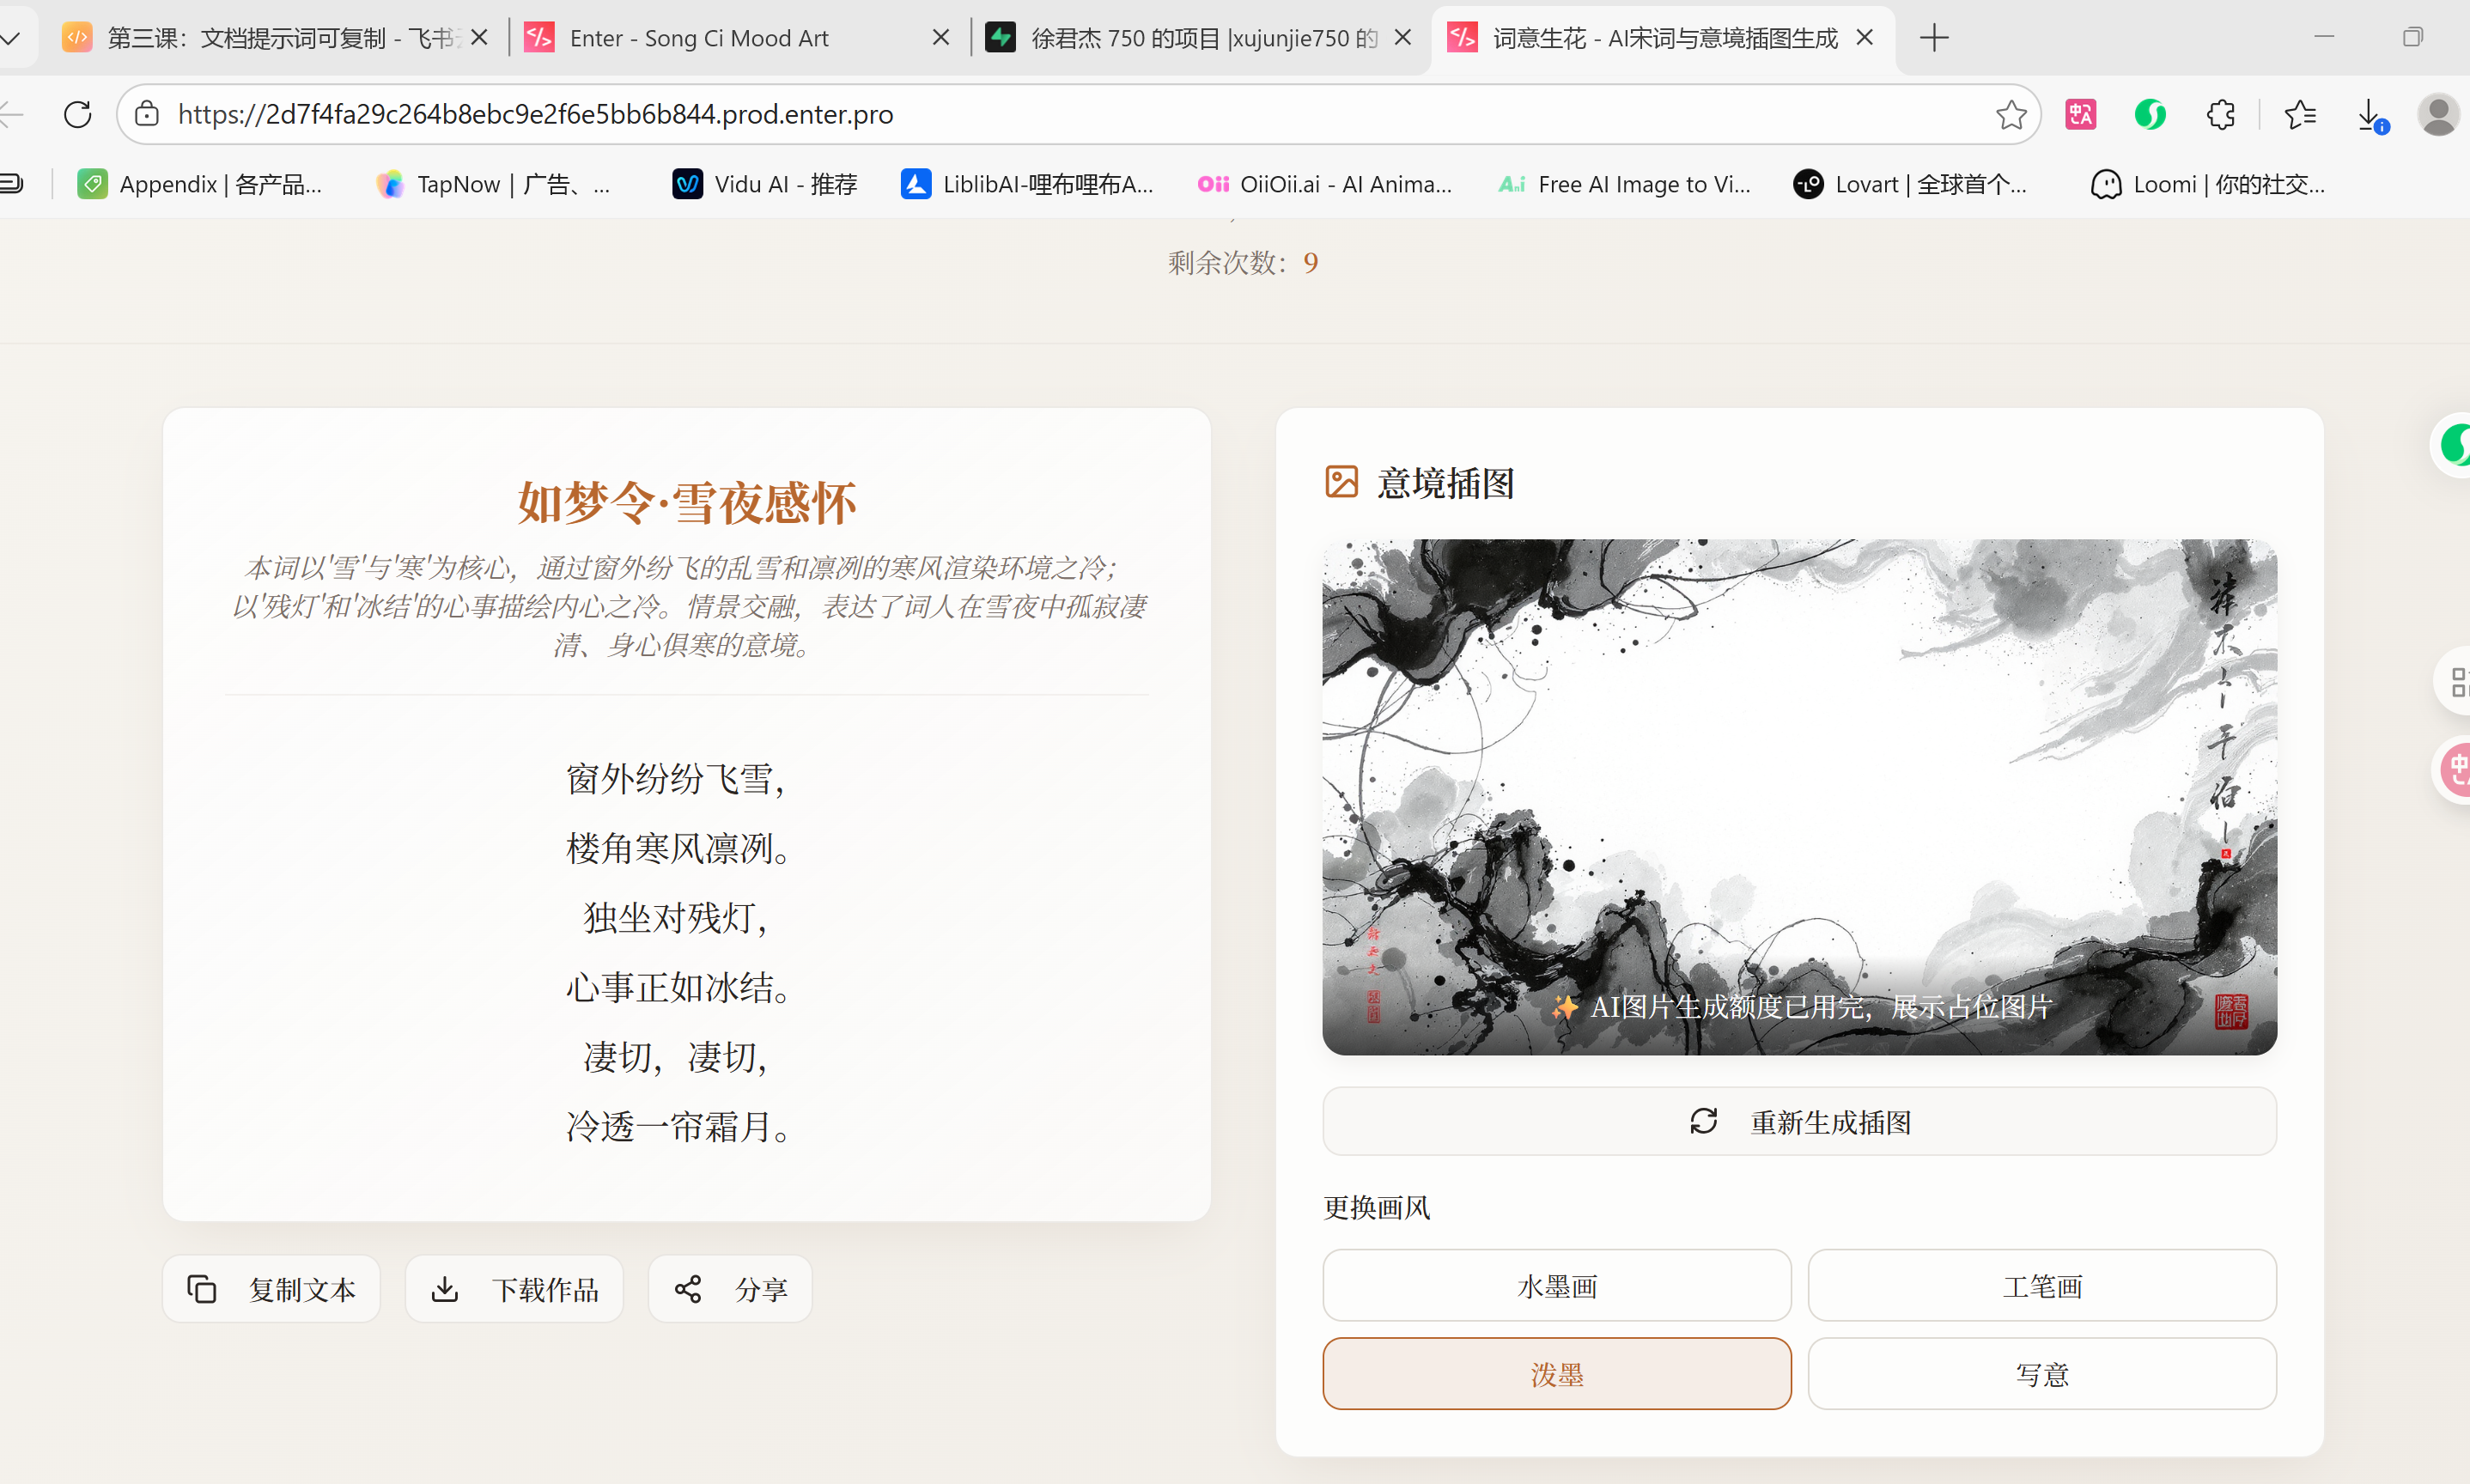 第三课：文档提示词可复制 - 飞书
Enter - Song Ci Mood Art
徐君杰 750 的项目 |xujunjie750 的
词意生花 - AI宋词与意境插图生成
https://2d7f4fa29c264b8ebc9e2f6e5bb6b844.prod.enter.pro
Appendix | 各产品...
TapNow | 广告、...
Vidu AI - 推荐
LiblibAI-哩布哩布A...
Oii OiiOii.ai - AI Anima...
A.i Free AI Image to Vi...
Lovart | 全球首个...
Loomi | 你的社交...
剩余次数：9
如梦令·雪夜感怀
本词以'雪'与'寒'为核心，通过窗外纷飞的乱雪和凛冽的寒风渲染环境之冷；
以'残灯'和'冰结'的心事描绘内心之冷。情景交融，表达了词人在雪夜中孤寂凄
清、身心俱寒的意境。
窗外纷纷飞雪，
楼角寒风凛冽。
独坐对残灯，
心事正如冰结。
凄切，凄切，
冷透一帘霜月。
复制文本
下载作品
分享
意境插图
✨ AI图片生成额度已用完，展示占位图片
重新生成插图
更换画风
水墨画
工笔画
泼墨
写意